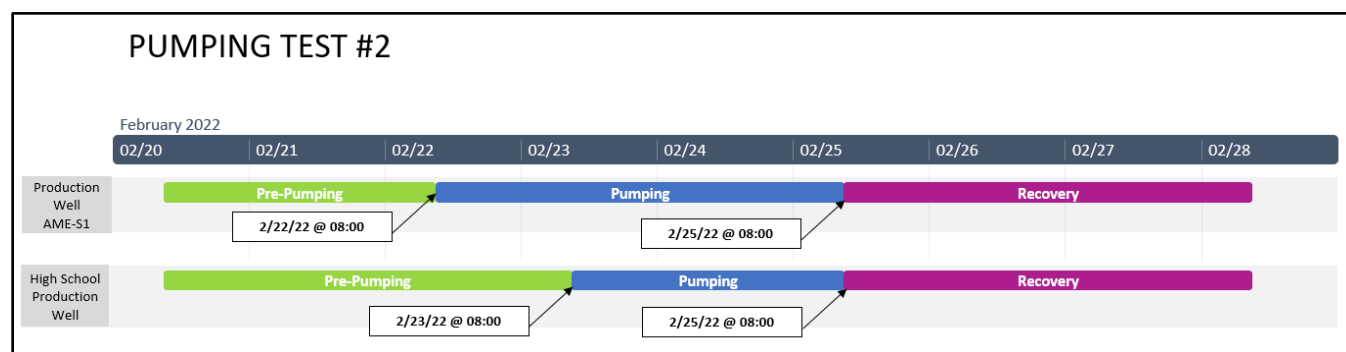 PUMPING TEST #2
February 2022
02/20 02/21 02/22 02/23 02/24 02/25 02/26 02/27 02/28
Production
Well
AME-S1
Pre-Pumping Pumping Recovery
2/22/22 @ 08:00 2/25/22 @ 08:00
High School
Production
Well
Pre-Pumping Pumping Recovery
2/23/22 @ 08:00 2/25/22 @ 08:00